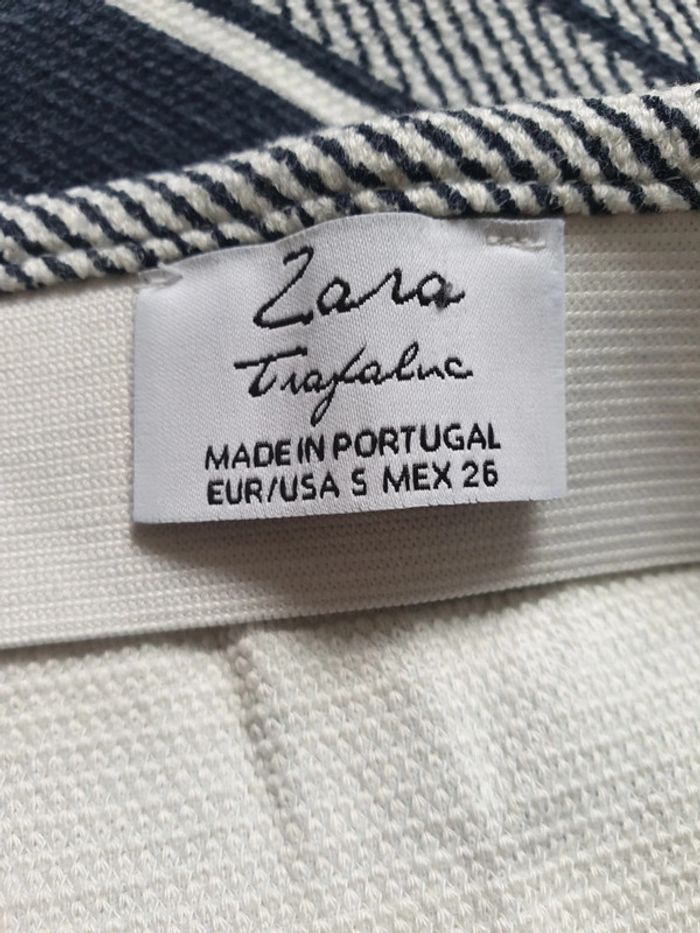 Zara
Trafaluc
MADE IN PORTUGAL
EUR/USA S MEX 26